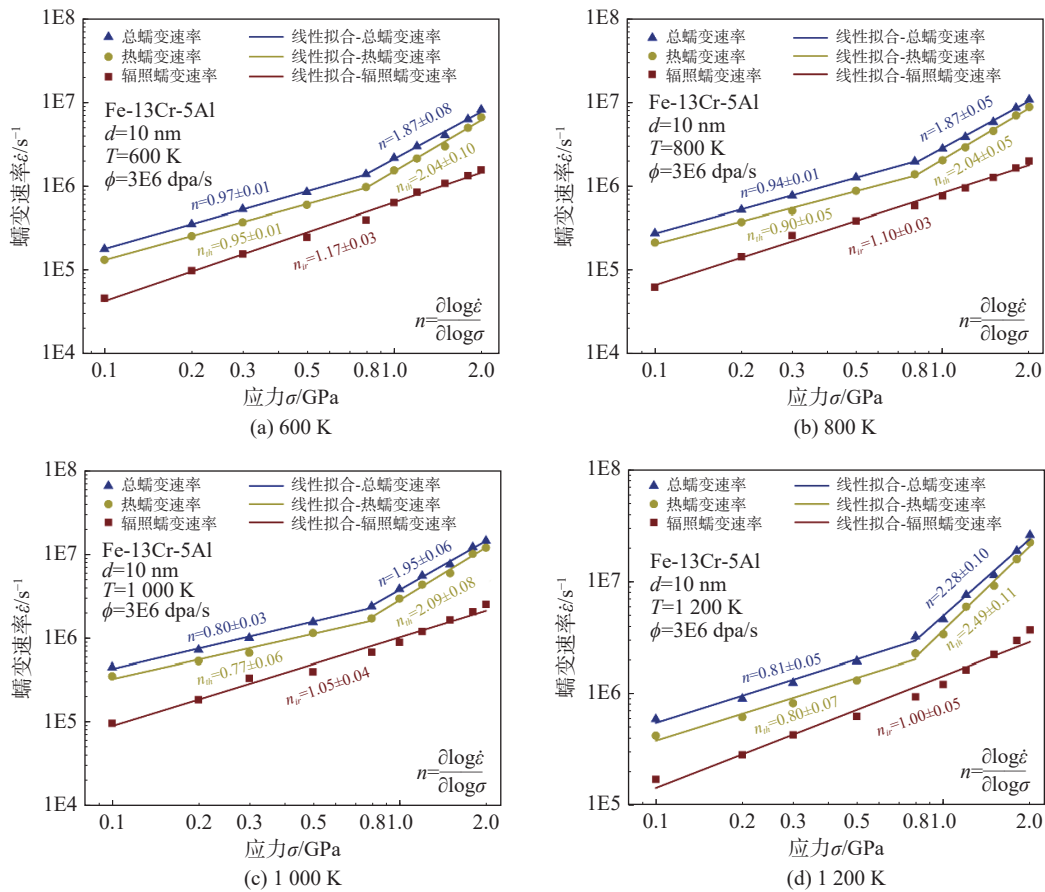 1E8
1E7
1E6
1E5
1E4
蠕变速率ε̇/s⁻¹
总蠕变速率
热蠕变速率
辐照蠕变速率
线性拟合-总蠕变速率
线性拟合-热蠕变速率
线性拟合-辐照蠕变速率
Fe-13Cr-5Al
d=10 nm
T=600 K
ϕ=3E6 dpa/s
n=0.97±0.01
n=1.87±0.08
nth=0.95±0.01
nth=2.04±0.10
nir=1.17±0.03
n=∂logε̇/∂logσ
0.1 0.2 0.3 0.5 0.81.0 2.0
应力σ/GPa
(a) 600 K
1E8
1E7
1E6
1E5
1E4
蠕变速率ε̇/s⁻¹
总蠕变速率
热蠕变速率
辐照蠕变速率
线性拟合-总蠕变速率
线性拟合-热蠕变速率
线性拟合-辐照蠕变速率
Fe-13Cr-5Al
d=10 nm
T=800 K
ϕ=3E6 dpa/s
n=0.94±0.01
n=1.87±0.05
nth=0.90±0.05
nth=2.04±0.05
nir=1.10±0.03
n=∂logε̇/∂logσ
0.1 0.2 0.3 0.5 0.81.0 2.0
应力σ/GPa
(b) 800 K
1E8
1E7
1E6
1E5
1E4
蠕变速率ε̇/s⁻¹
总蠕变速率
热蠕变速率
辐照蠕变速率
线性拟合-总蠕变速率
线性拟合-热蠕变速率
线性拟合-辐照蠕变速率
Fe-13Cr-5Al
d=10 nm
T=1 000 K
ϕ=3E6 dpa/s
n=0.80±0.03
n=1.95±0.06
nth=0.77±0.06
nth=2.09±0.08
nir=1.05±0.04
n=∂logε̇/∂logσ
0.1 0.2 0.3 0.5 0.81.0 2.0
应力σ/GPa
(c) 1 000 K
1E8
1E7
1E6
1E5
蠕变速率ε̇/s⁻¹
总蠕变速率
热蠕变速率
辐照蠕变速率
线性拟合-总蠕变速率
线性拟合-热蠕变速率
线性拟合-辐照蠕变速率
Fe-13Cr-5Al
d=10 nm
T=1 200 K
ϕ=3E6 dpa/s
n=0.81±0.05
n=2.28±0.10
nth=0.80±0.07
nth=2.49±0.11
nir=1.00±0.05
n=∂logε̇/∂logσ
0.1 0.2 0.3 0.5 0.81.0 2.0
应力σ/GPa
(d) 1 200 K